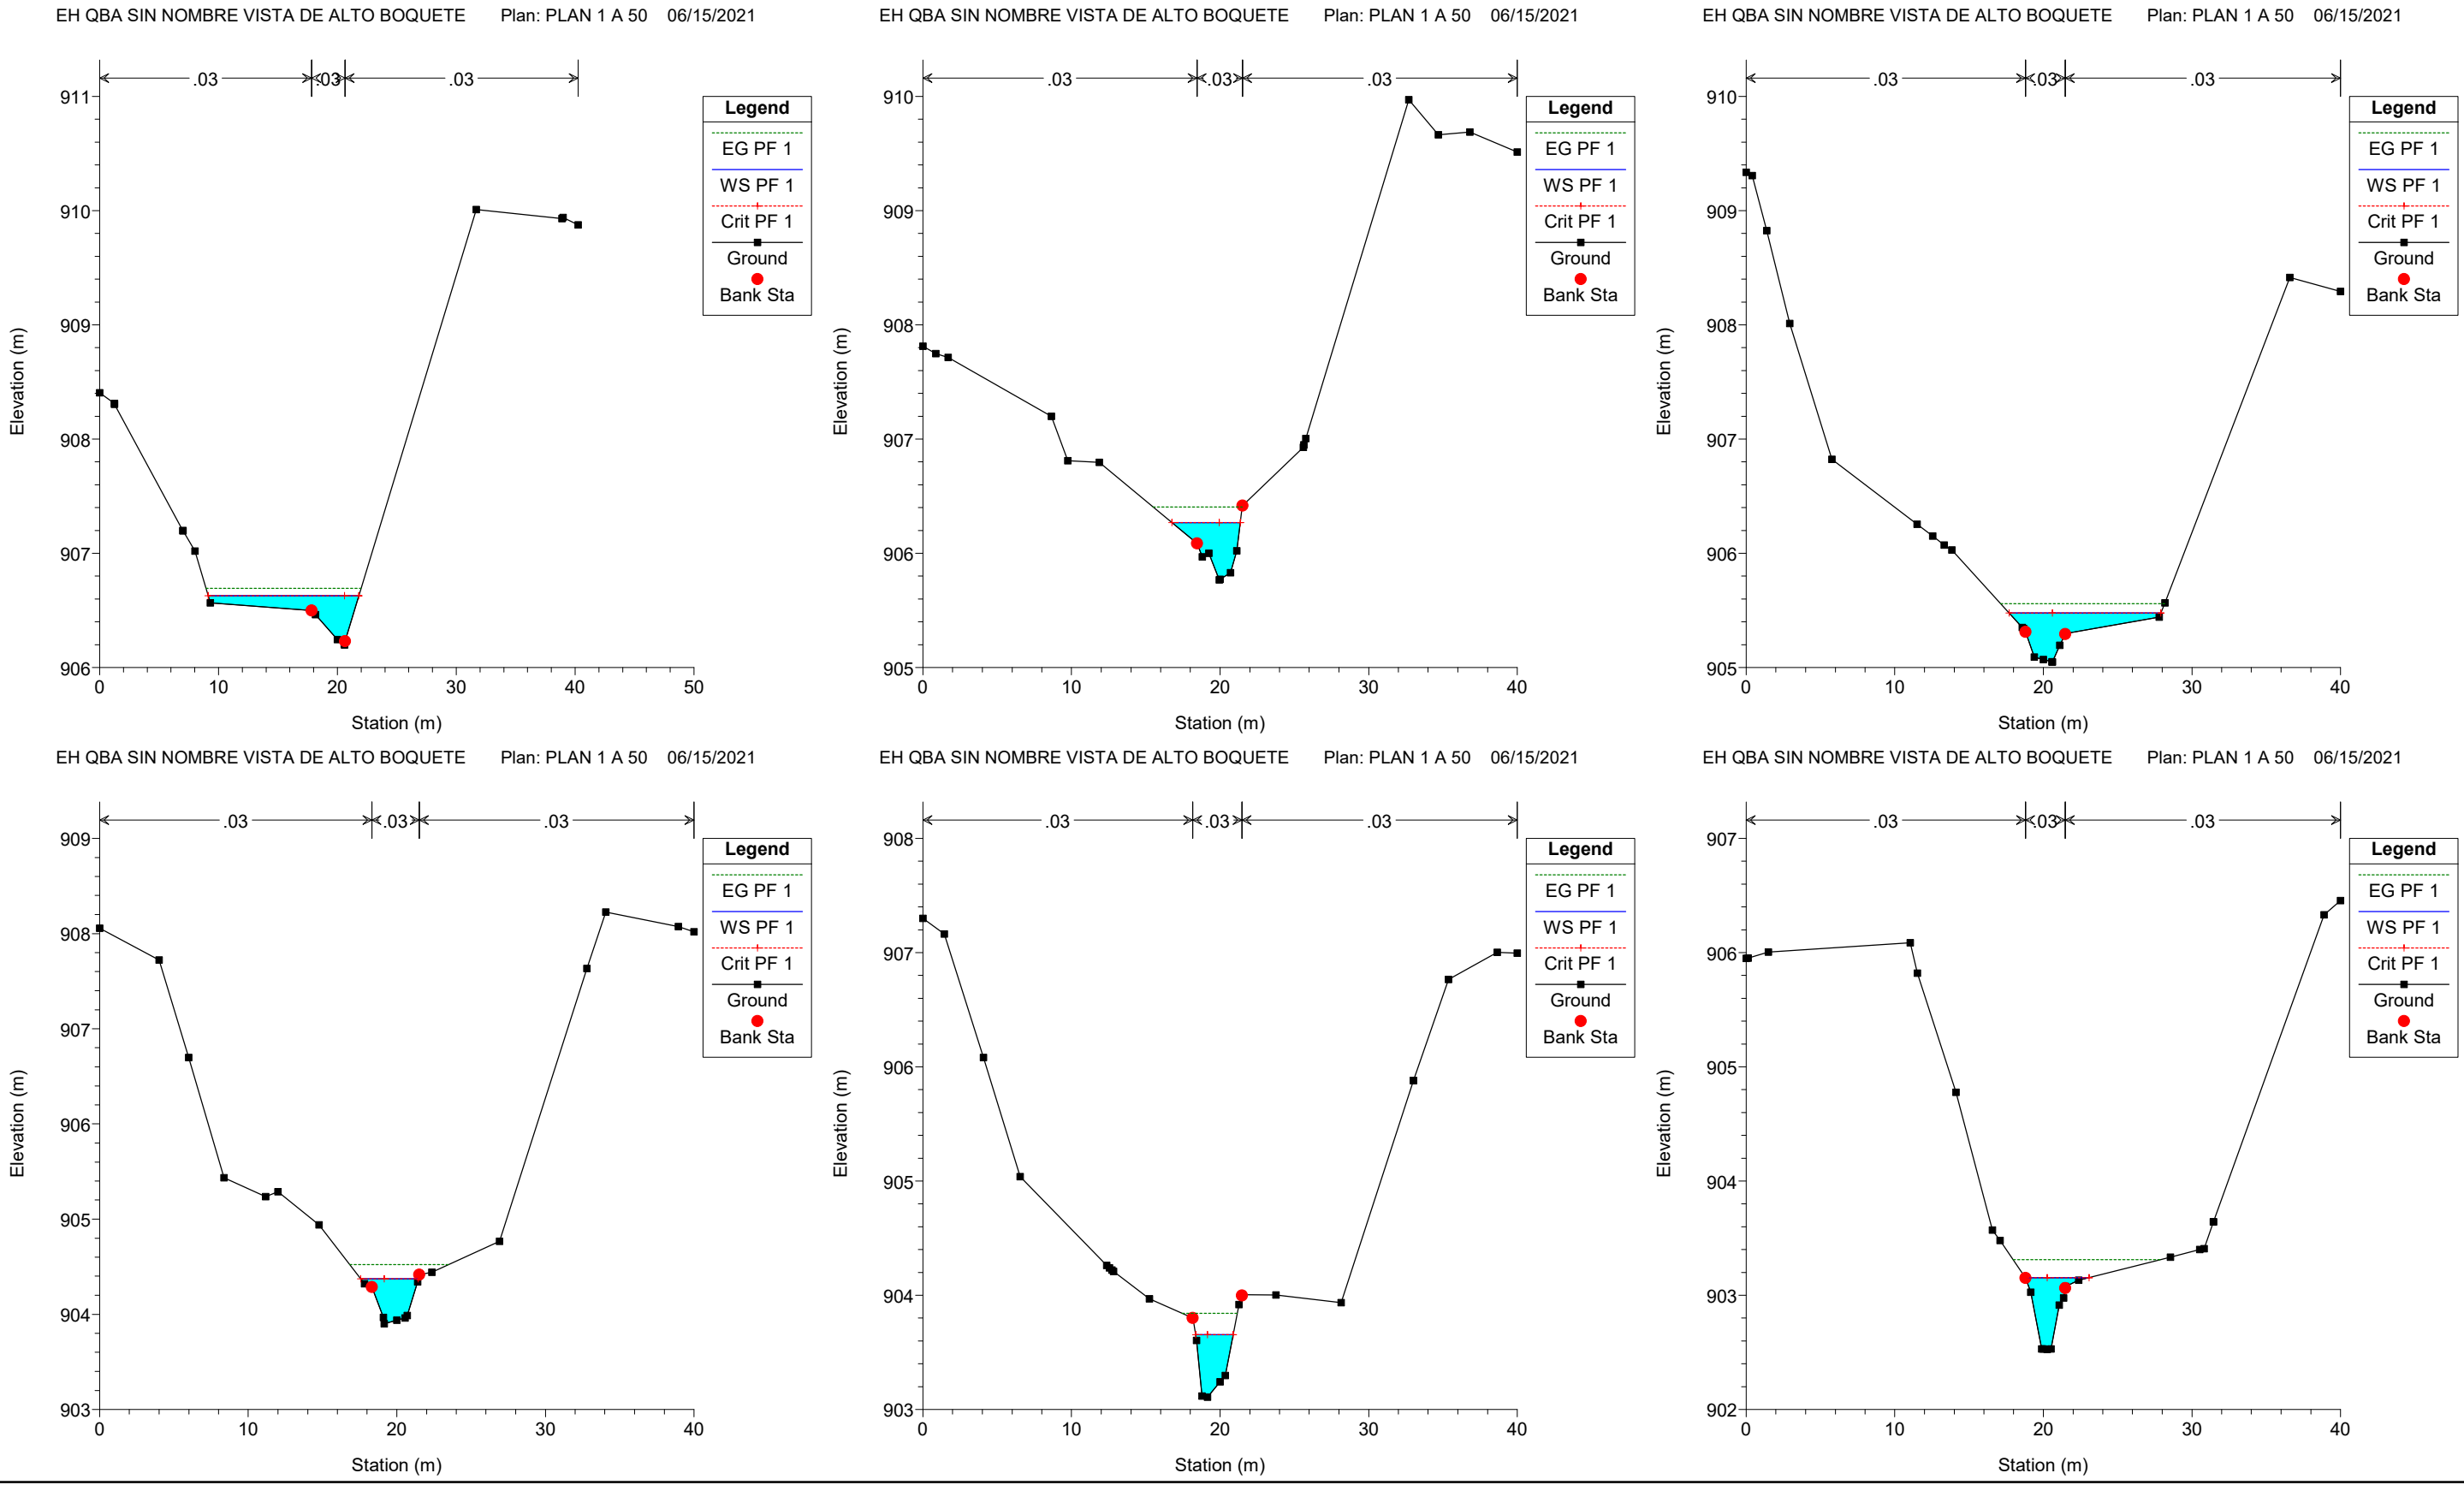 EH QBA SIN NOMBRE VISTA DE ALTO BOQUETE Plan: PLAN 1 A 50 06/15/2021
.03 .03 .03
911
910
909
908
907
906
Elevation (m)
0 10 20 30 40 50
Station (m)
Legend
EG PF 1
WS PF 1
Crit PF 1
Ground
Bank Sta
EH QBA SIN NOMBRE VISTA DE ALTO BOQUETE Plan: PLAN 1 A 50 06/15/2021
.03 .03 .03
910
909
908
907
906
905
Elevation (m)
0 10 20 30 40
Station (m)
Legend
EG PF 1
WS PF 1
Crit PF 1
Ground
Bank Sta
EH QBA SIN NOMBRE VISTA DE ALTO BOQUETE Plan: PLAN 1 A 50 06/15/2021
.03 .03 .03
910
909
908
907
906
905
Elevation (m)
0 10 20 30 40
Station (m)
Legend
EG PF 1
WS PF 1
Crit PF 1
Ground
Bank Sta
EH QBA SIN NOMBRE VISTA DE ALTO BOQUETE Plan: PLAN 1 A 50 06/15/2021
.03 .03 .03
909
908
907
906
905
904
903
Elevation (m)
0 10 20 30 40
Station (m)
Legend
EG PF 1
WS PF 1
Crit PF 1
Ground
Bank Sta
EH QBA SIN NOMBRE VISTA DE ALTO BOQUETE Plan: PLAN 1 A 50 06/15/2021
.03 .03 .03
908
907
906
905
904
903
Elevation (m)
0 10 20 30 40
Station (m)
Legend
EG PF 1
WS PF 1
Crit PF 1
Ground
Bank Sta
EH QBA SIN NOMBRE VISTA DE ALTO BOQUETE Plan: PLAN 1 A 50 06/15/2021
.03 .03 .03
907
906
905
904
903
902
Elevation (m)
0 10 20 30 40
Station (m)
Legend
EG PF 1
WS PF 1
Crit PF 1
Ground
Bank Sta